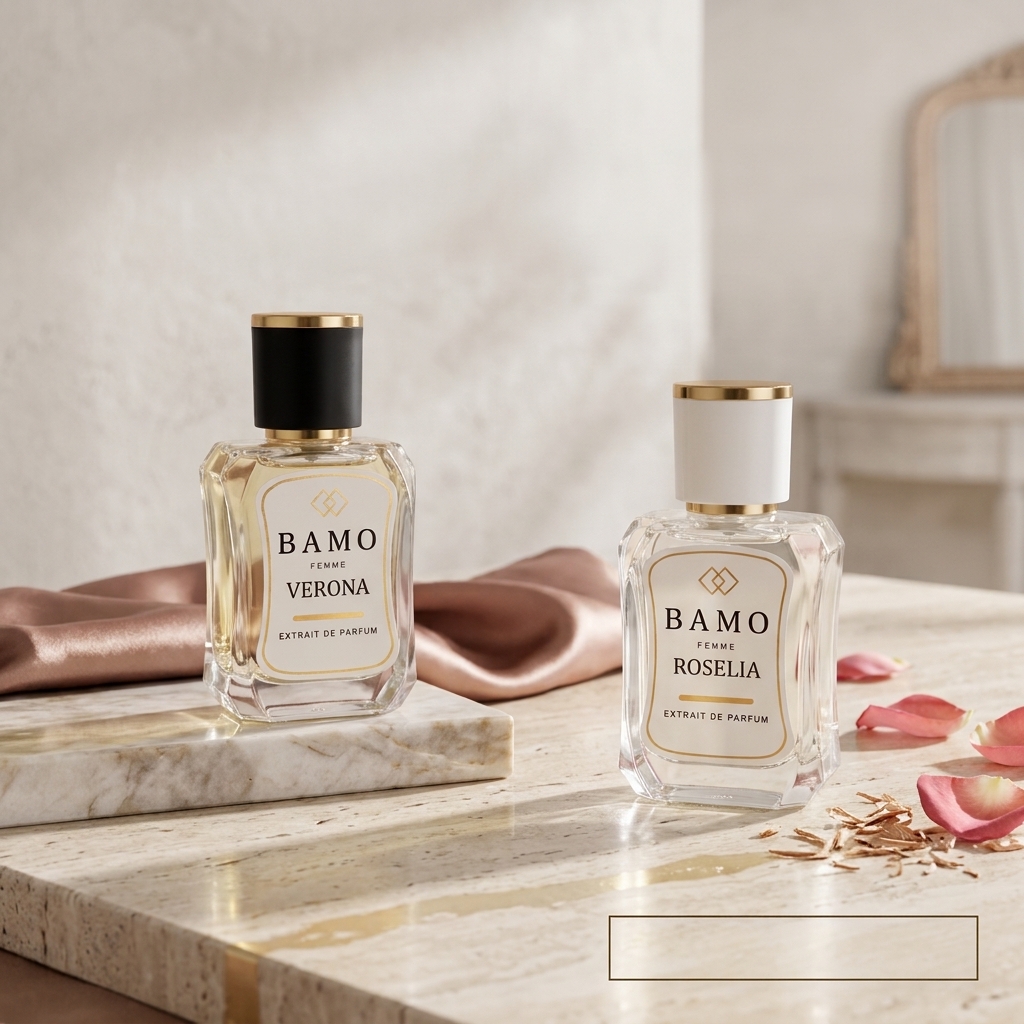 BAMO
FEMME
VERONA
EXTRAIT DE PARFUM
BAMO
FEMME
ROSELIA
EXTRAIT DE PARFUM